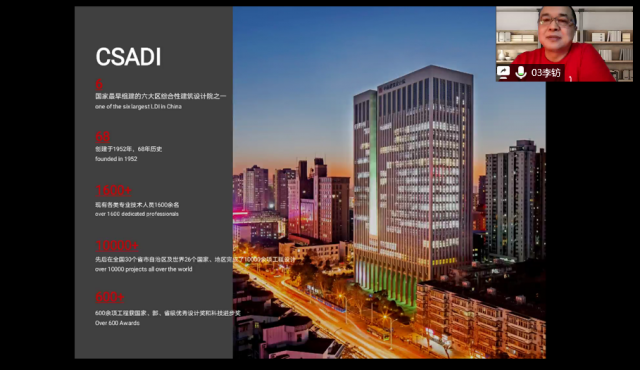 CSADI
6
国家最早组建的六大区综合性建筑设计院之一
one of the six largest LDI in China
68
创建于1952年，68年历史
founded in 1952
1600+
现有各类专业技术人员1600余名
over 1600 dedicated professionals
10000+
先后在全国30个省市自治区及世界26个国家、地区完成了10000余项工程设计
over 10000 projects all over the world
600+
600余项工程获国家、部、省级优秀设计奖和科技进步奖
Over 600 Awards
03李钫